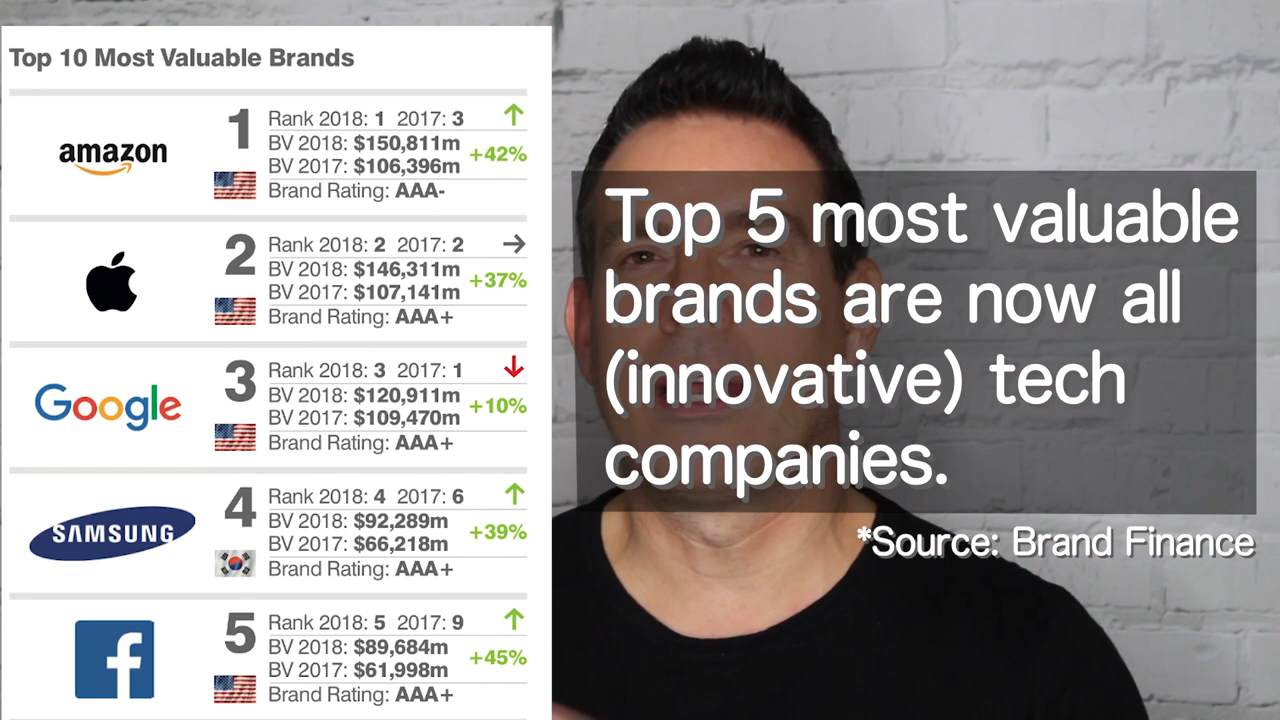 Top 10 Most Valuable Brands
amazon
1
Rank 2018: 1 2017: 3
BV 2018: $150,811m
BV 2017: $106,396m
+42%
Brand Rating: AAA-
2
Rank 2018: 2 2017: 2
BV 2018: $146,311m
BV 2017: $107,141m
+37%
Brand Rating: AAA+
Google
3
Rank 2018: 3 2017: 1
BV 2018: $120,911m
BV 2017: $109,470m
+10%
Brand Rating: AAA+
SAMSUNG
4
Rank 2018: 4 2017: 6
BV 2018: $92,289m
BV 2017: $66,218m
+39%
Brand Rating: AAA+
f
5
Rank 2018: 5 2017: 9
BV 2018: $89,684m
BV 2017: $61,998m
+45%
Brand Rating: AAA+
Top 5 most valuable
brands are now all
(innovative) tech
companies.
*Source: Brand Finance